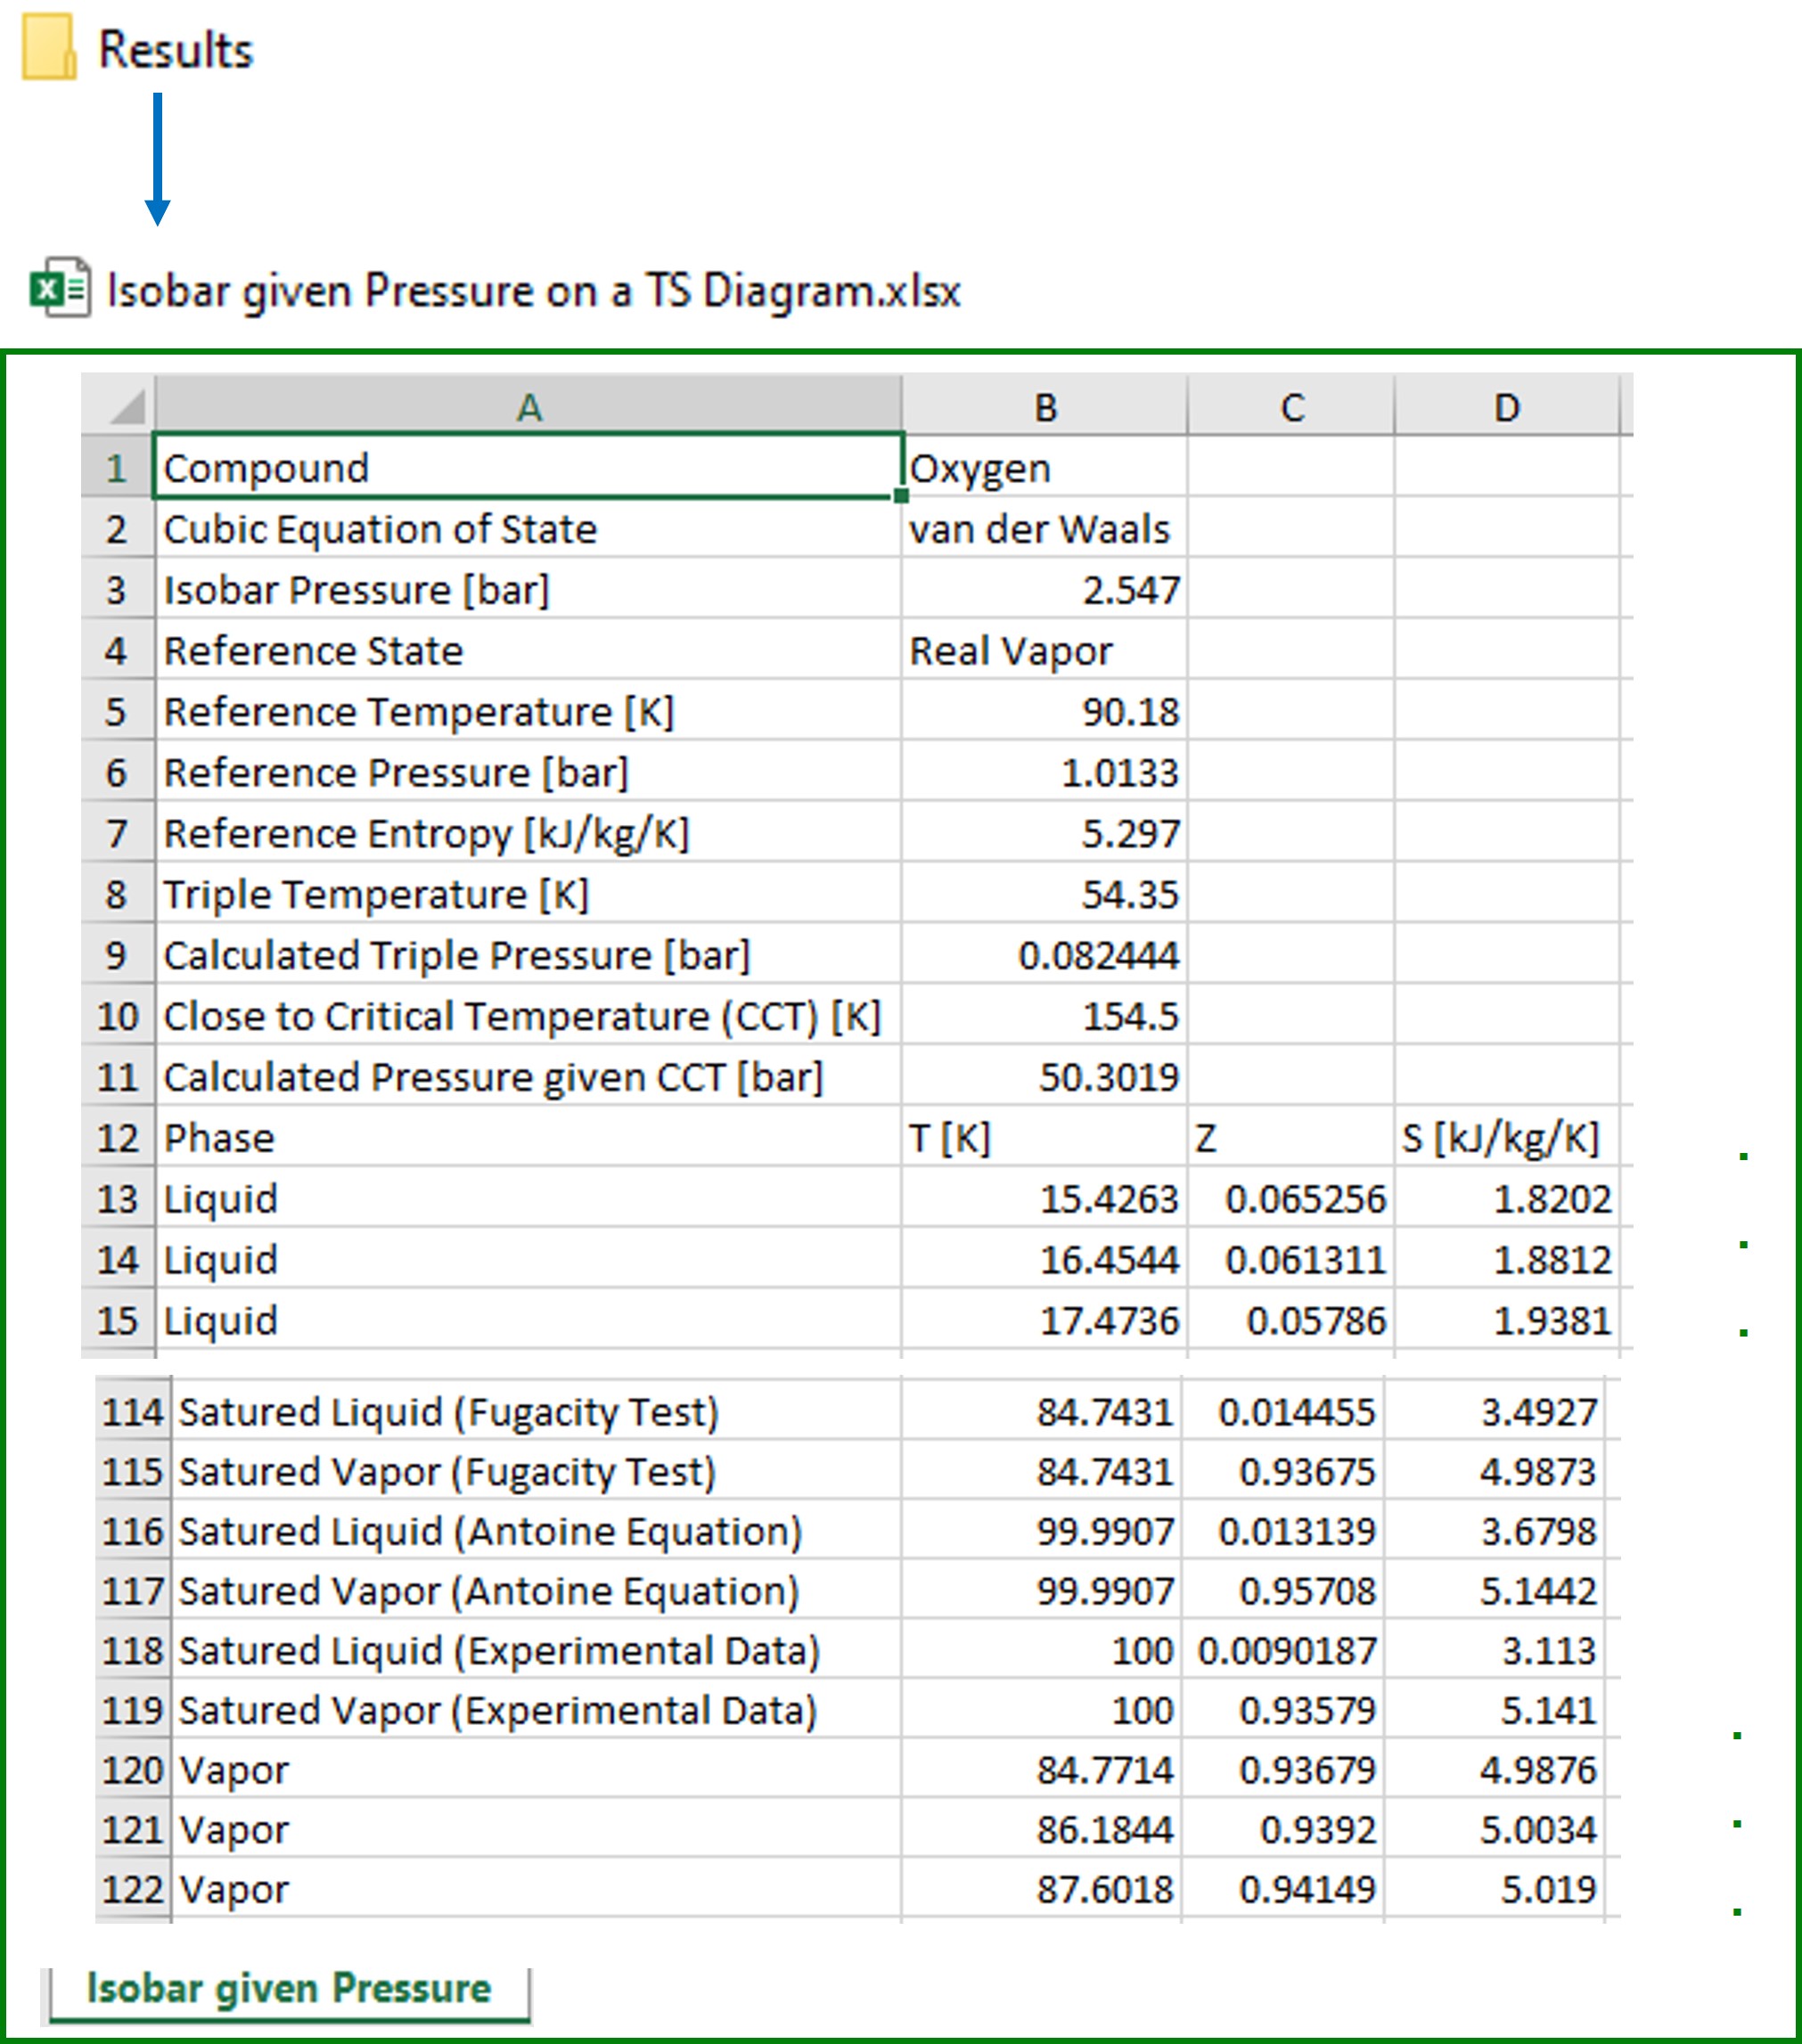 Results
Isobar given Pressure on a TS Diagram.xlsx
A B C D
1 Compound Oxygen
2 Cubic Equation of State van der Waals
3 Isobar Pressure [bar] 2.547
4 Reference State Real Vapor
5 Reference Temperature [K] 90.18
6 Reference Pressure [bar] 1.0133
7 Reference Entropy [kJ/kg/K] 5.297
8 Triple Temperature [K] 54.35
9 Calculated Triple Pressure [bar] 0.082444
10 Close to Critical Temperature (CCT) [K] 154.5
11 Calculated Pressure given CCT [bar] 50.3019
12 Phase T [K] Z S [kJ/kg/K]
13 Liquid 15.4263 0.065256 1.8202
14 Liquid 16.4544 0.061311 1.8812
15 Liquid 17.4736 0.05786 1.9381
114 Satured Liquid (Fugacity Test) 84.7431 0.014455 3.4927
115 Satured Vapor (Fugacity Test) 84.7431 0.93675 4.9873
116 Satured Liquid (Antoine Equation) 99.9907 0.013139 3.6798
117 Satured Vapor (Antoine Equation) 99.9907 0.95708 5.1442
118 Satured Liquid (Experimental Data) 100 0.0090187 3.113
119 Satured Vapor (Experimental Data) 100 0.93579 5.141
120 Vapor 84.7714 0.93679 4.9876
121 Vapor 86.1844 0.9392 5.0034
122 Vapor 87.6018 0.94149 5.019
Isobar given Pressure